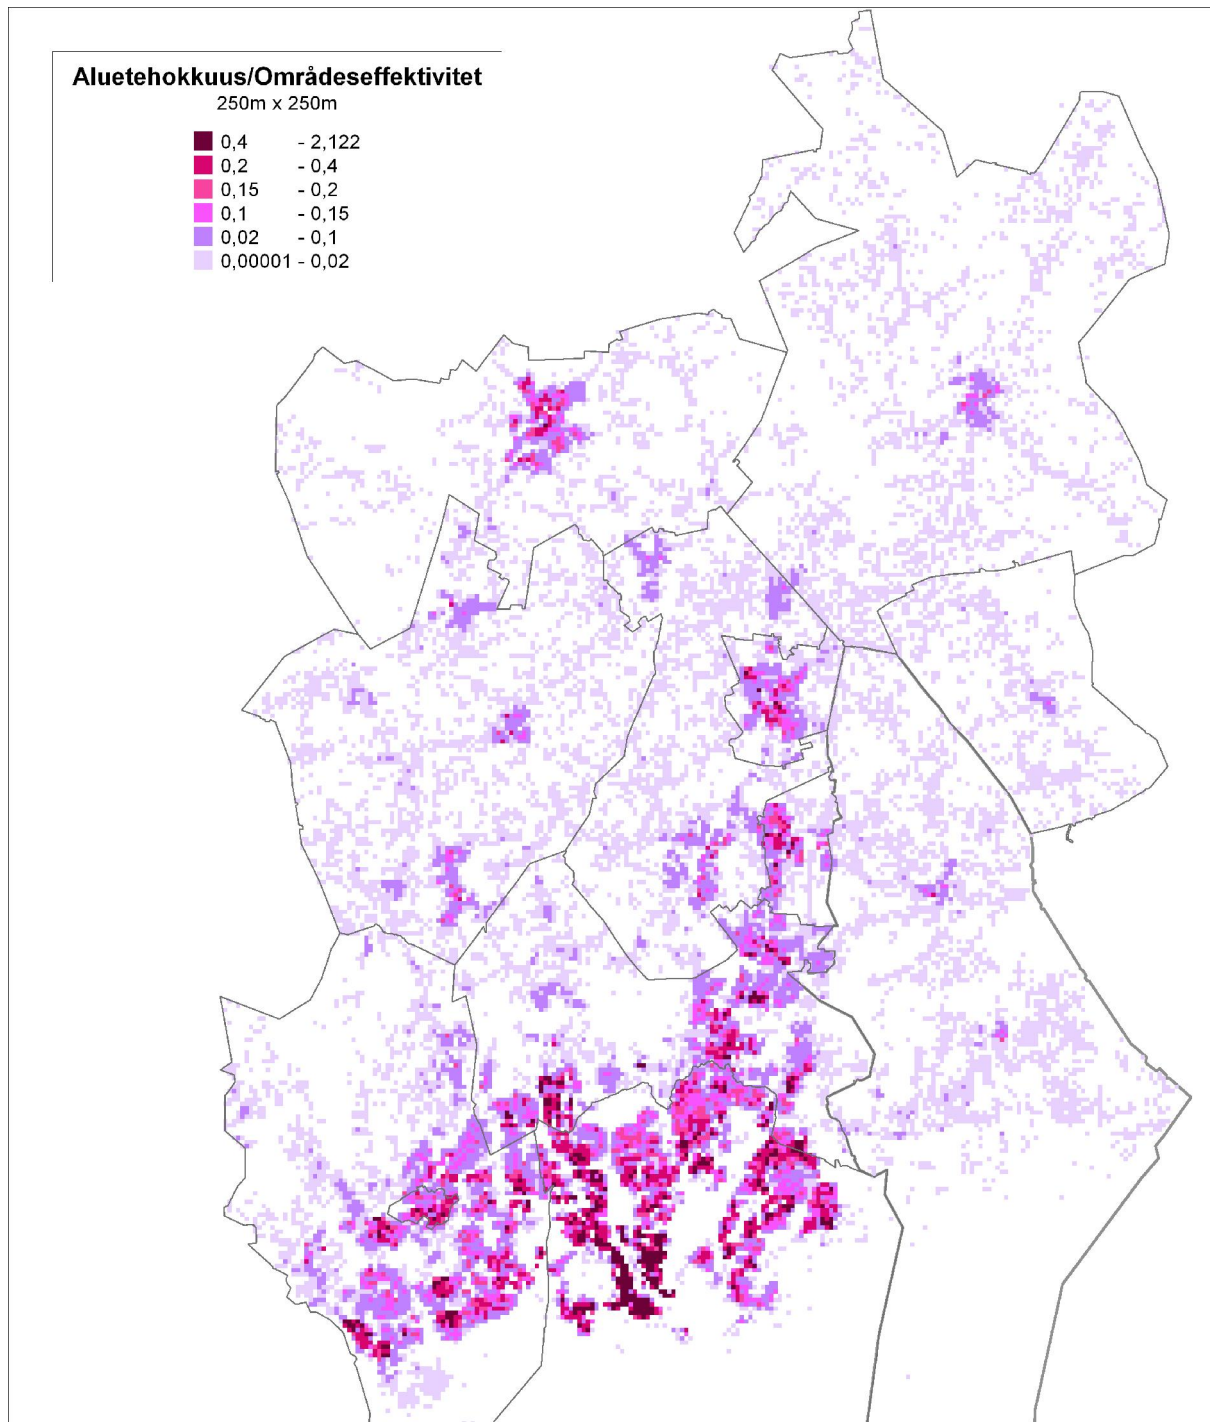 Aluetehokkuus/Områdeseffektivitet
250m x 250m
0,4 - 2,122
0,2 - 0,4
0,15 - 0,2
0,1 - 0,15
0,02 - 0,1
0,00001 - 0,02